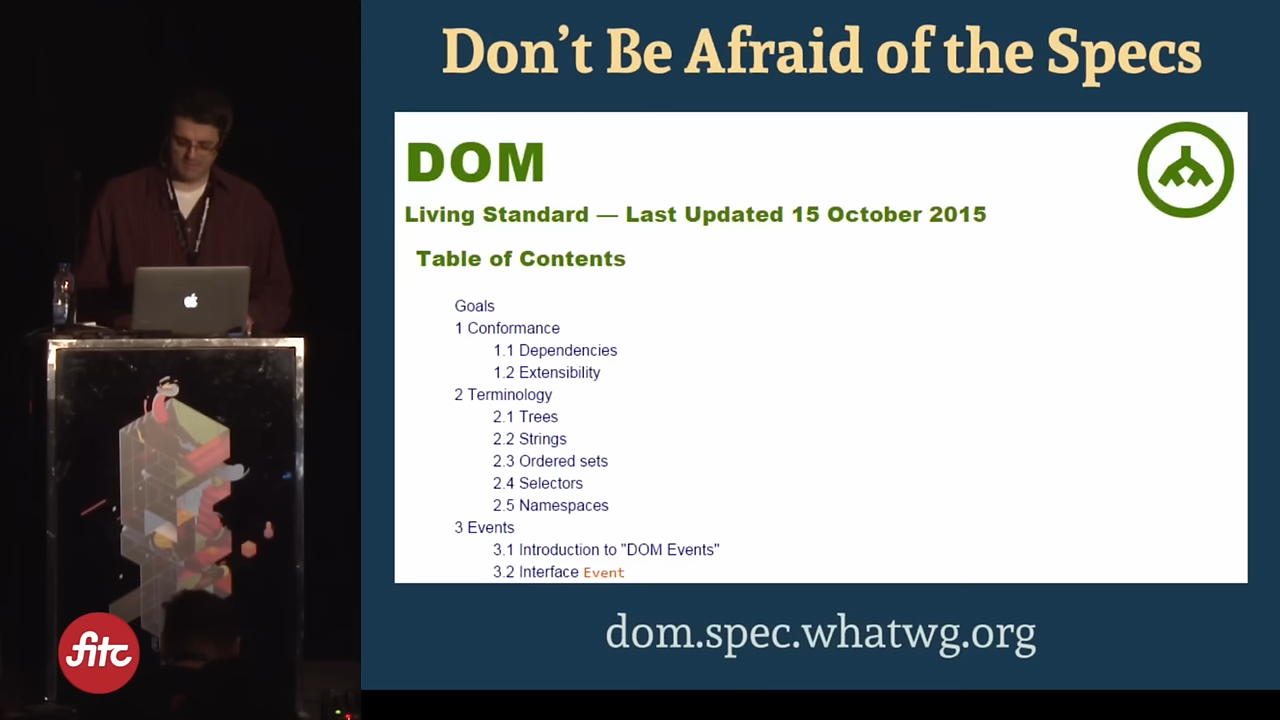 Don’t Be Afraid of the Specs
DOM
Living Standard — Last Updated 15 October 2015
Table of Contents
Goals
1 Conformance
1.1 Dependencies
1.2 Extensibility
2 Terminology
2.1 Trees
2.2 Strings
2.3 Ordered sets
2.4 Selectors
2.5 Namespaces
3 Events
3.1 Introduction to "DOM Events"
3.2 Interface Event
dom.spec.whatwg.org
fitc